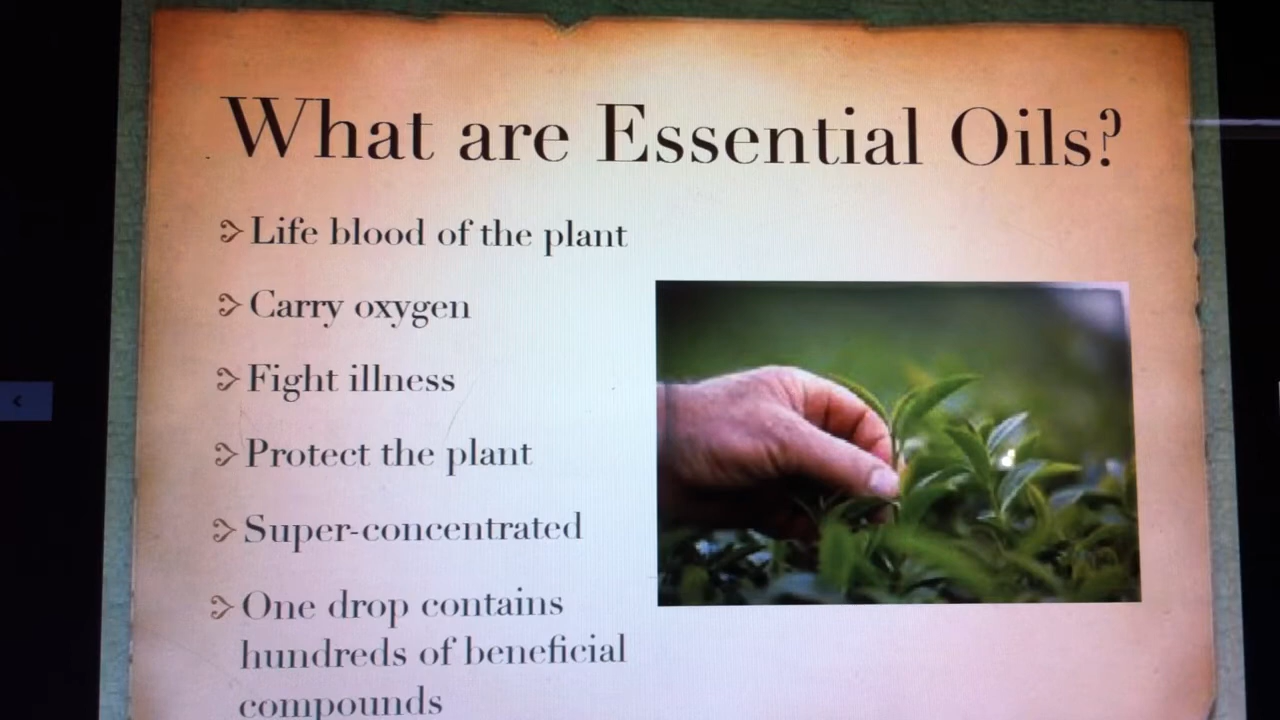 What are Essential Oils?
Life blood of the plant
Carry oxygen
Fight illness
Protect the plant
Super-concentrated
One drop contains
hundreds of beneficial
compounds